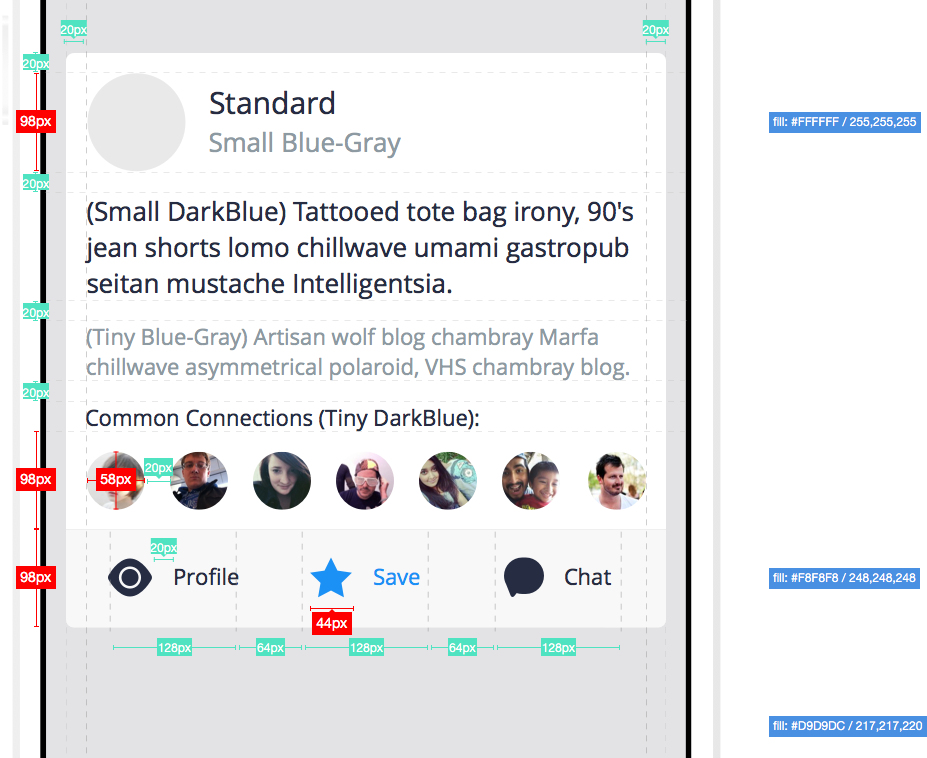 20px 20px
20px
98px
Standard
fill: #FFFFFF / 255,255,255
Small Blue-Gray
20px
(Small DarkBlue) Tattooed tote bag irony, 90's
jean shorts lomo chillwave umami gastropub
seitan mustache Intelligentsia.
20px
(Tiny Blue-Gray) Artisan wolf blog chambray Marfa
chillwave asymmetrical polaroid, VHS chambray blog.
20px
Common Connections (Tiny DarkBlue):
20px
98px
58px
20px
98px
Profile
Save
Chat
fill: #F8F8F8 / 248,248,248
44px
128px 64px 128px 64px 128px
fill: #D9D9DC / 217,217,220